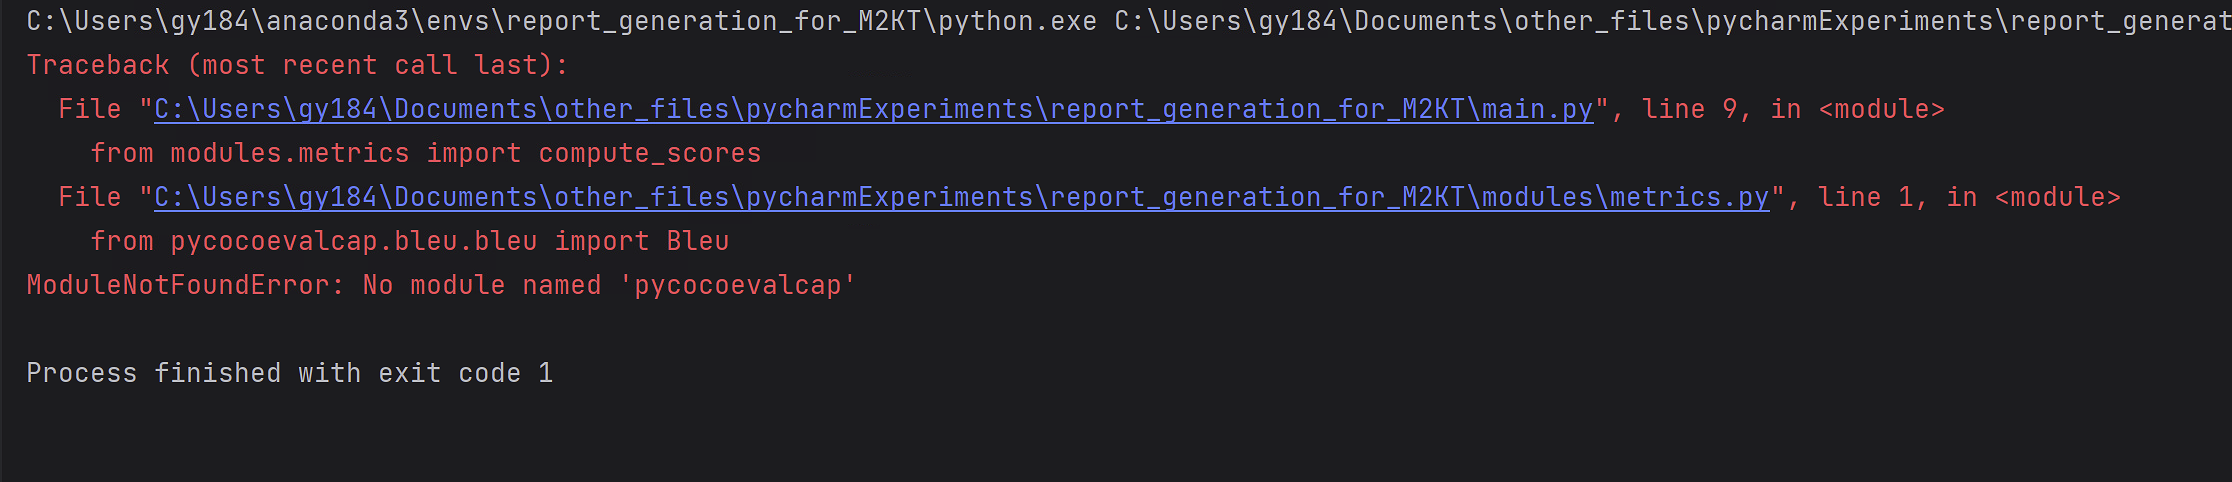 C:\Users\gy184\anaconda3\envs\report_generation_for_M2KT\python.exe C:\Users\gy184\Documents\other_files\pycharmExperiments\report_generat
Traceback (most recent call last):
  File "C:\Users\gy184\Documents\other_files\pycharmExperiments\report_generation_for_M2KT\main.py", line 9, in <module>
    from modules.metrics import compute_scores
  File "C:\Users\gy184\Documents\other_files\pycharmExperiments\report_generation_for_M2KT\modules\metrics.py", line 1, in <module>
    from pycocoevalcap.bleu.bleu import Bleu
ModuleNotFoundError: No module named 'pycocoevalcap'
Process finished with exit code 1